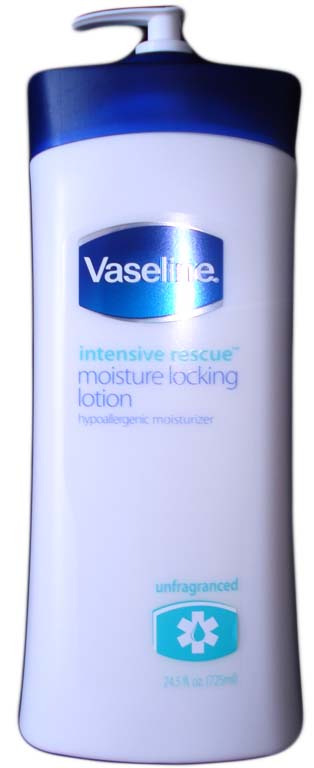 Vaseline.
intensive rescue™
moisture locking
lotion
hypoallergenic moisturizer
unfragranced
24.5 fl oz (725ml)